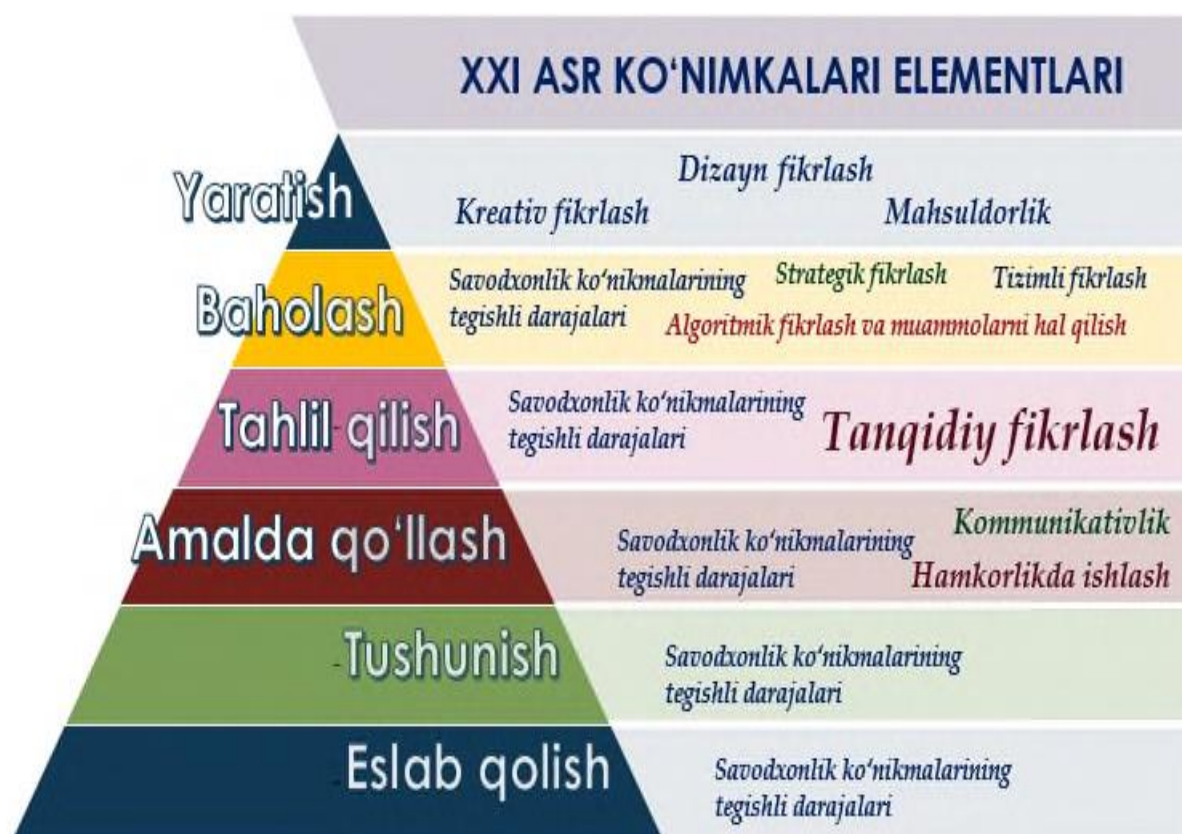 XXI ASR KO‘NIMKALARI ELEMENTLARI
Yaratish
Dizayn fikrlash
Kreativ fikrlash
Mahsuldorlik
Baholash
Savodxonlik ko‘nikmalarining
tegishli darajalari
Strategik fikrlash
Tizimli fikrlash
Algoritmik fikrlash va muammolarni hal qilish
Tahlil qilish
Savodxonlik ko‘nikmalarining
tegishli darajalari
Tanqidiy fikrlash
Amalda qo‘llash
Savodxonlik ko‘nikmalarining
tegishli darajalari
Kommunikativlik
Hamkorlikda ishlash
Tushunish
Savodxonlik ko‘nikmalarining
tegishli darajalari
Eslab qolish
Savodxonlik ko‘nikmalarining
tegishli darajalari